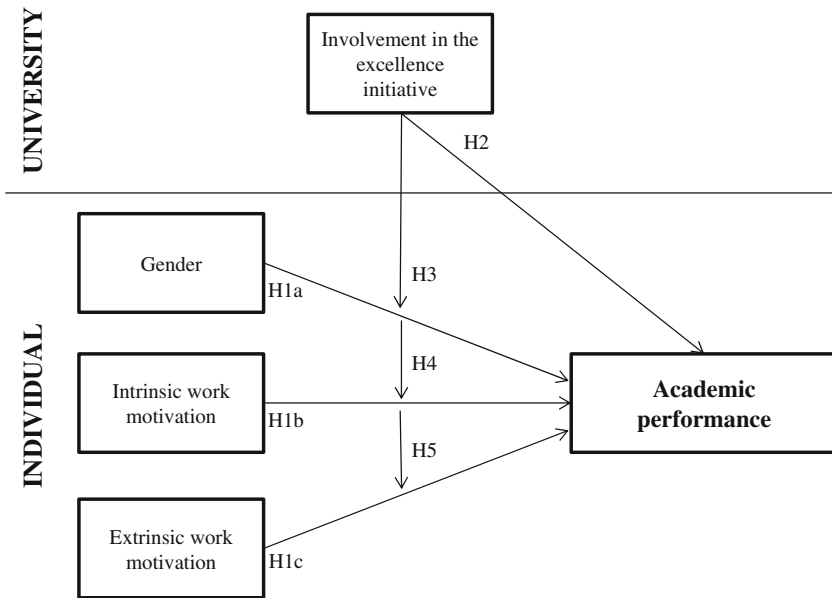 UNIVERSITY
Involvement in the
excellence
initiative
H2
INDIVIDUAL
Gender
H1a
H3
H4
Intrinsic work
motivation
H1b
Academic
performance
H5
Extrinsic work
motivation
H1c